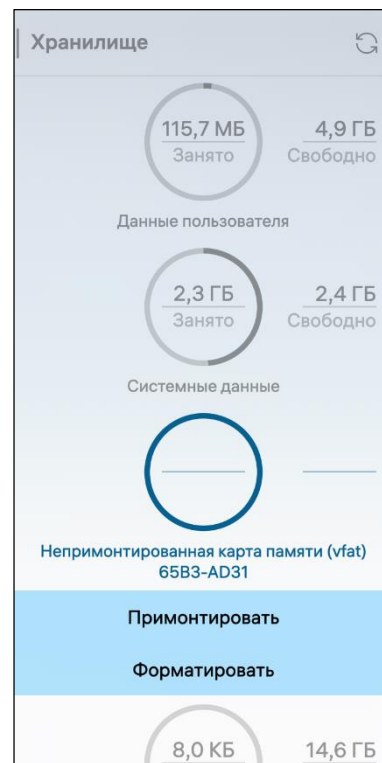 Хранилище
115,7 МБ 4,9 ГБ
Занято Свободно
Данные пользователя
2,3 ГБ 2,4 ГБ
Занято Свободно
Системные данные
Непримонтированная карта памяти (vfat)
65B3-AD31
Примонтировать
Форматировать
8,0 КБ 14,6 ГБ